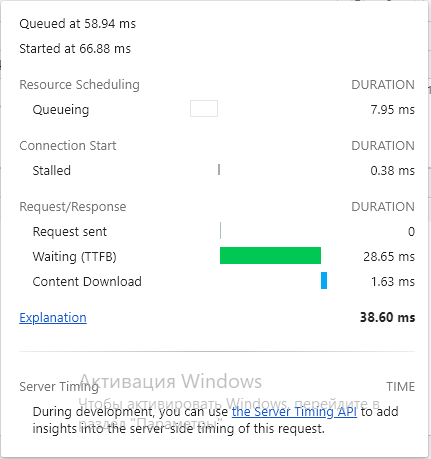 Queued at 58.94 ms
Started at 66.88 ms
Resource Scheduling DURATION
Queueing 7.95 ms
Connection Start DURATION
Stalled 0.38 ms
Request/Response DURATION
Request sent 0
Waiting (TTFB) 28.65 ms
Content Download 1.63 ms
Explanation 38.60 ms
Активация Windows
Server Timing TIME
Чтобы активировать Windows, перейдите в
During development, you can use the Server Timing API to add
раздел "Параметры".
insights into the server-side timing of this request.